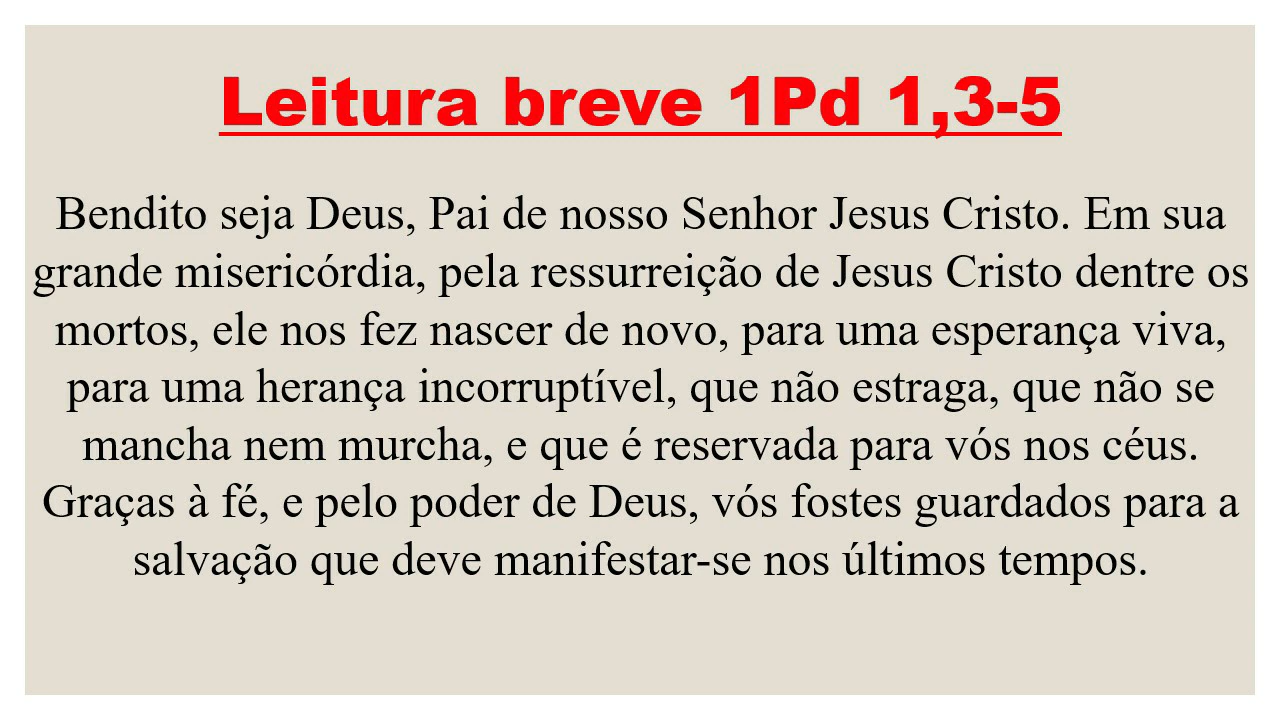 Leitura breve 1Pd 1,3-5
Bendito seja Deus, Pai de nosso Senhor Jesus Cristo. Em sua
grande misericórdia, pela ressurreição de Jesus Cristo dentre os
mortos, ele nos fez nascer de novo, para uma esperança viva,
para uma herança incorruptível, que não estraga, que não se
mancha nem murcha, e que é reservada para vós nos céus.
Graças à fé, e pelo poder de Deus, vós fostes guardados para a
salvação que deve manifestar-se nos últimos tempos.